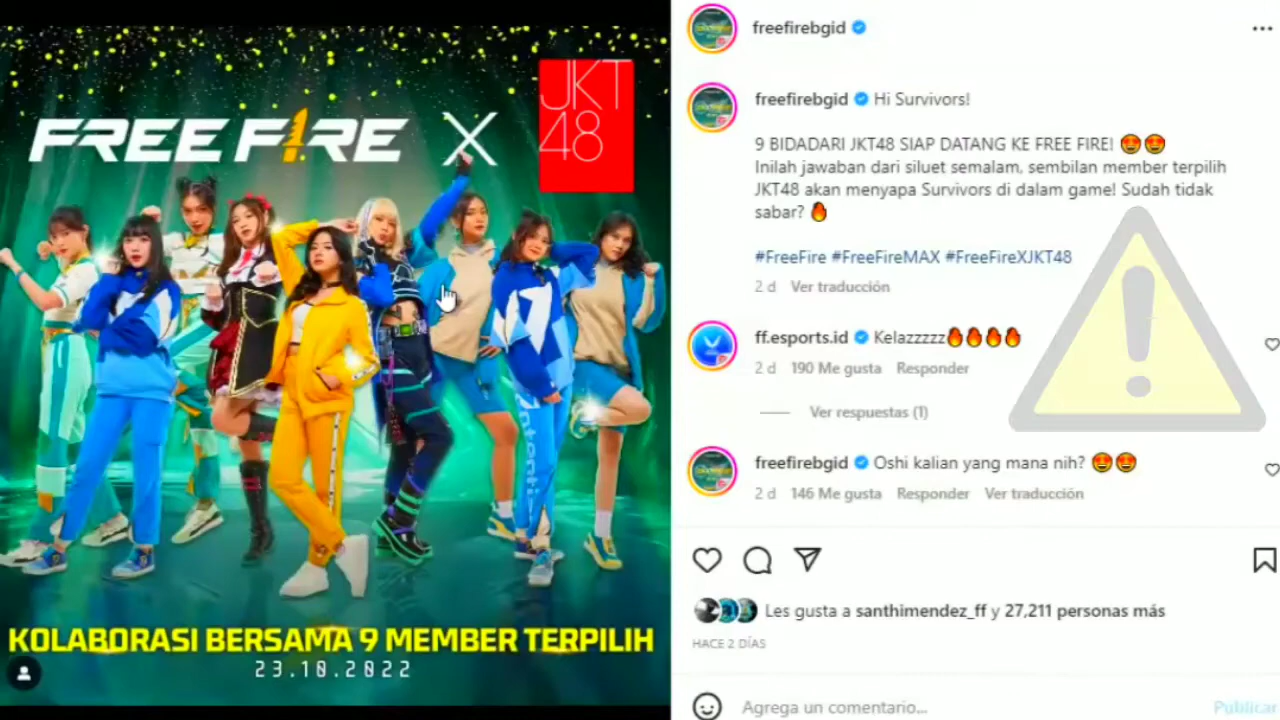 FREE FIRE X JKT
48
KOLABORASI BERSAMA 9 MEMBER TERPILIH
23.10.2022
freefirebgid
freefirebgid Hi Survivors!
9 BIDADARI JKT48 SIAP DATANG KE FREE FIRE! 😍😍
Inilah jawaban dari siluet semalam, sembilan member terpilih
JKT48 akan menyapa Survivors di dalam game! Sudah tidak
sabar? 🔥
#FreeFire #FreeFireMAX #FreeFireXJKT48
2 d Ver traducción
ff.esports.id Kelazzzzz🔥🔥🔥🔥
2 d 190 Me gusta Responder
Ver respuestas (1)
freefirebgid Oshi kalian yang mana nih? 😍😍
2 d 146 Me gusta Responder Ver traducción
Les gusta a santhimendez_ff y 27,211 personas más
HACE 2 DÍAS
Agrega un comentario... Publicar